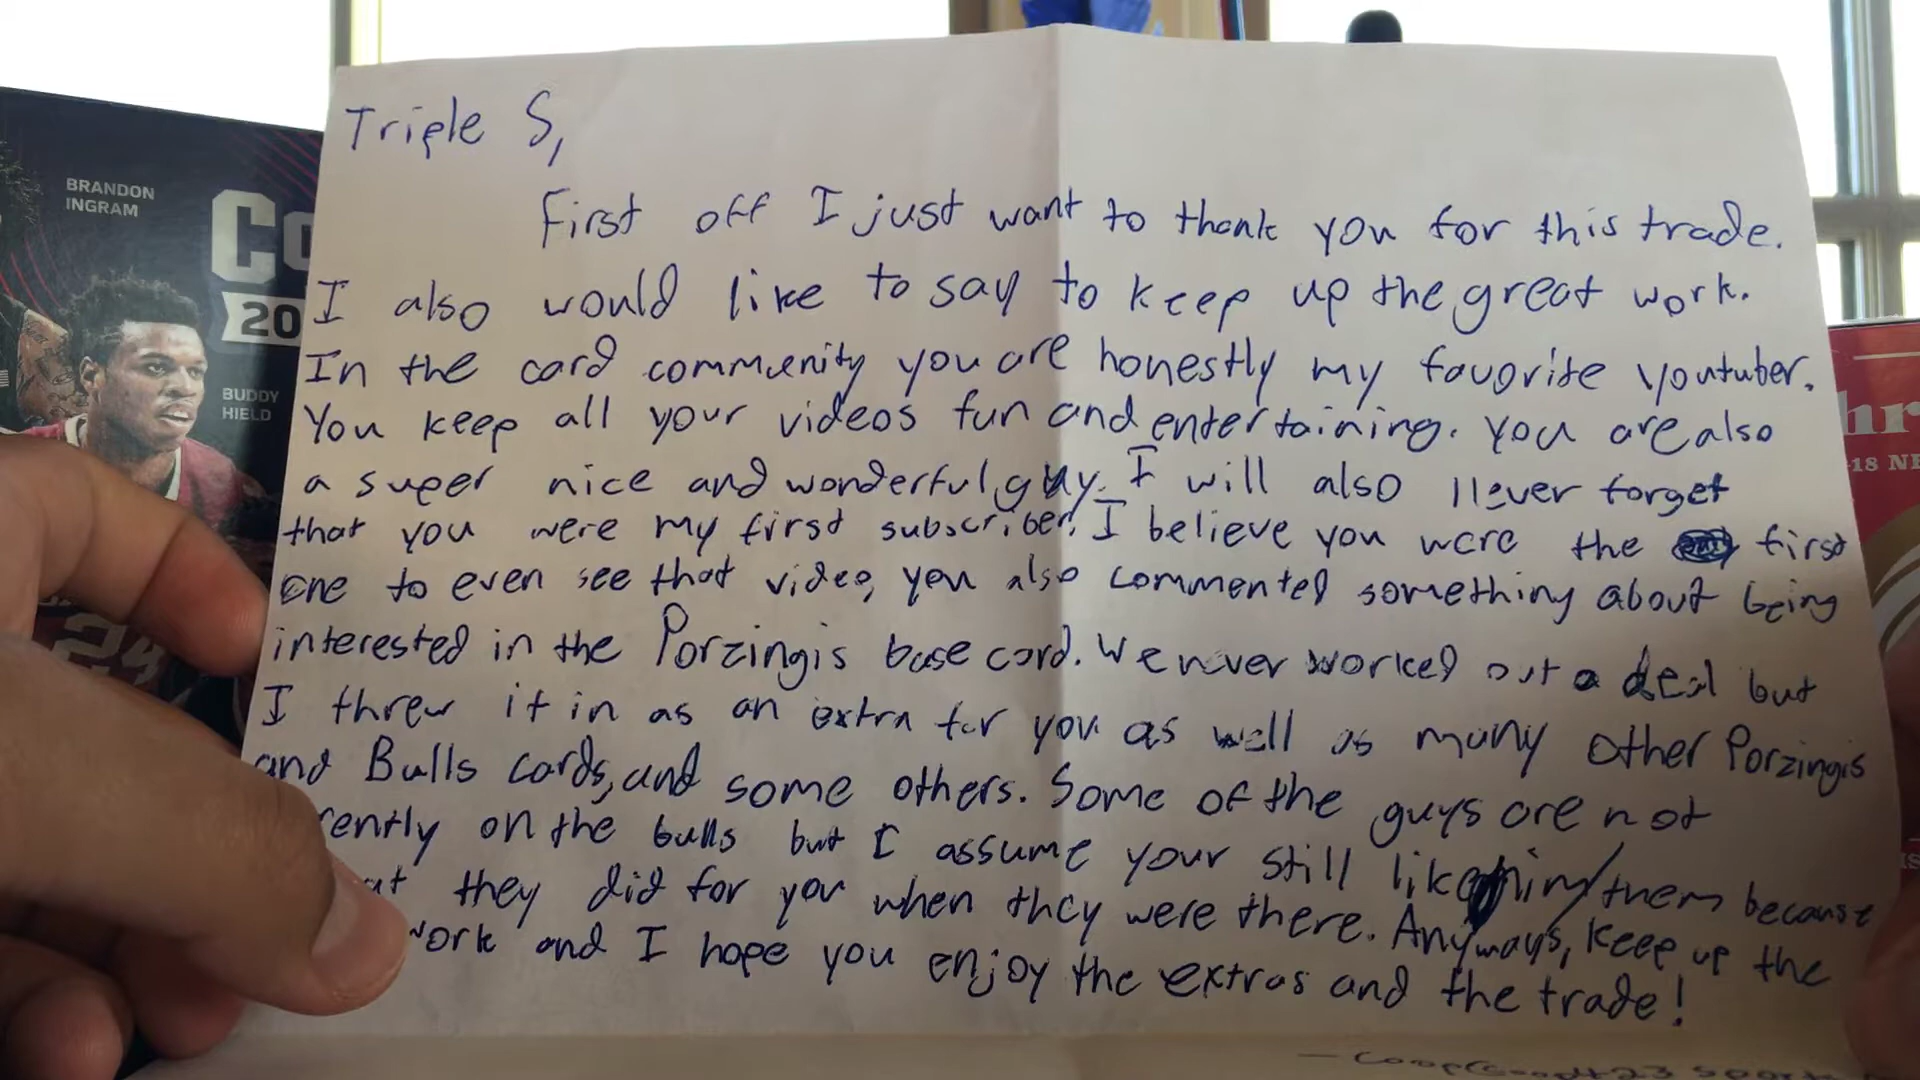 BRANDON
INGRAM
Co
20
BUDDY
HIELD
24
hr
Triple S,
First off I just want to thank you for this trade.
I also would like to say to keep up the great work.
In the card community you are honestly my favorite youtuber.
You keep all your videos fun and entertaining. You are also
a super nice and wonderful guy. I will also never forget
that you were my first subscriber. I believe you were the first
one to even see that video, you also commented something about being
interested in the Porzingis base card. We never worked out a deal but
I threw it in as an extra for you as well as many other Porzingis
and Bulls cards, and some others. Some of the guys are not
rently on the bulls but I assume your still like them because
at they did for you when they were there. Anyways, keep up the
work and I hope you enjoy the extras and the trade!